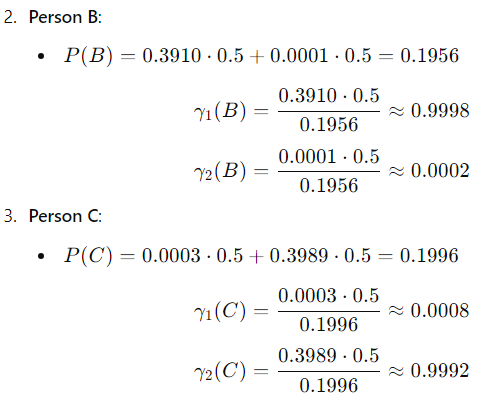 2. Person B:
• P(B) = 0.3910 · 0.5 + 0.0001 · 0.5 = 0.1956
γ₁(B) = (0.3910 · 0.5) / 0.1956 ≈ 0.9998
γ₂(B) = (0.0001 · 0.5) / 0.1956 ≈ 0.0002
3. Person C:
• P(C) = 0.0003 · 0.5 + 0.3989 · 0.5 = 0.1996
γ₁(C) = (0.0003 · 0.5) / 0.1996 ≈ 0.0008
γ₂(C) = (0.3989 · 0.5) / 0.1996 ≈ 0.9992